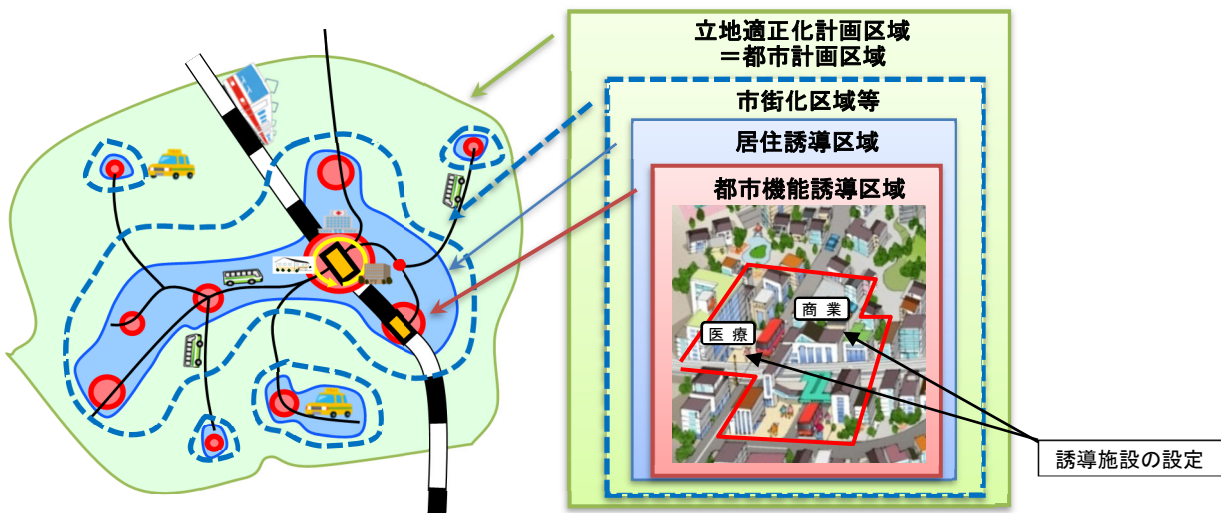 立地適正化計画区域
＝都市計画区域
市街化区域等
居住誘導区域
都市機能誘導区域
商 業
医 療
誘導施設の設定